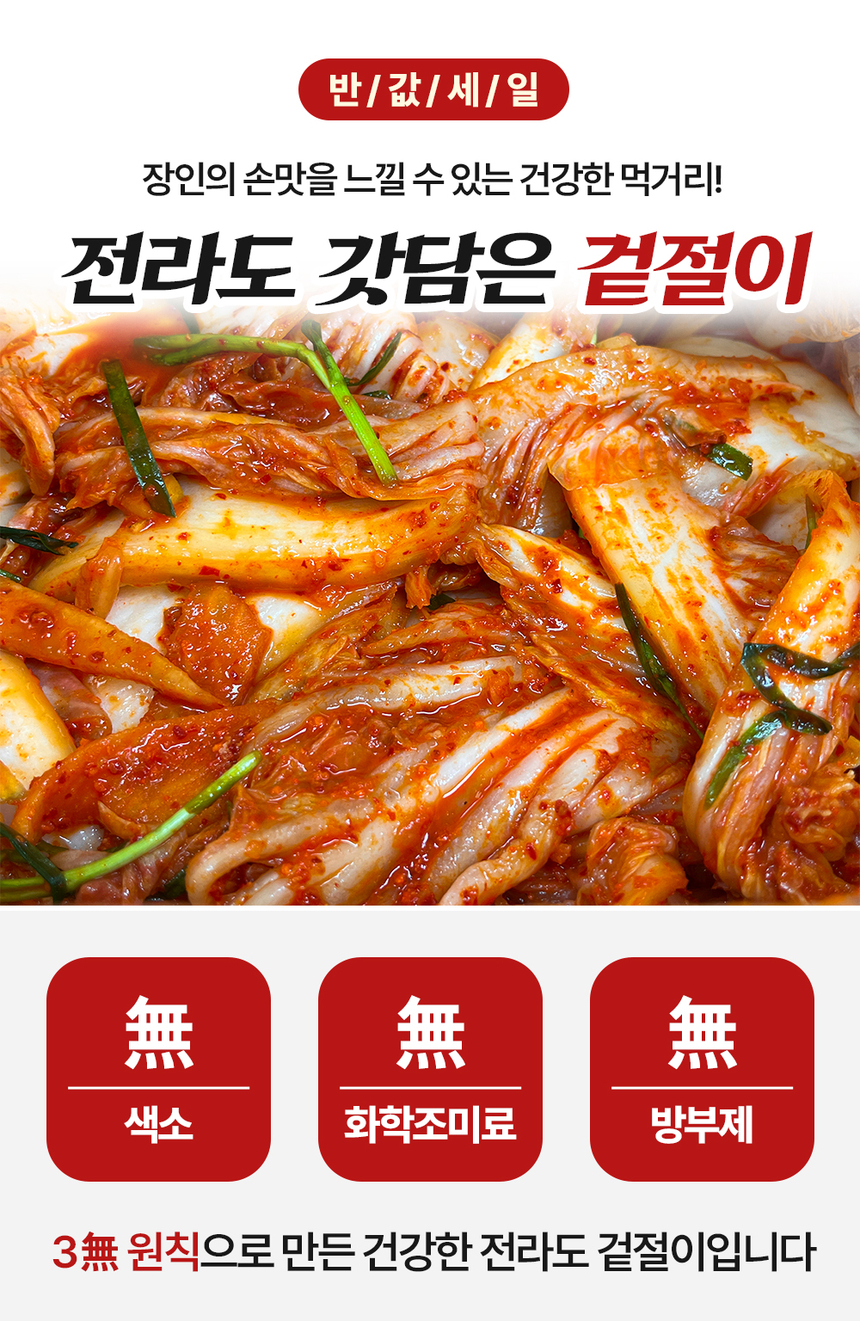 반/값/세/일
장인의 손맛을 느낄 수 있는 건강한 먹거리!
전라도 갓담은 겉절이
無 無 無
색소 화학조미료 방부제
3無 원칙으로 만든 건강한 전라도 겉절이입니다